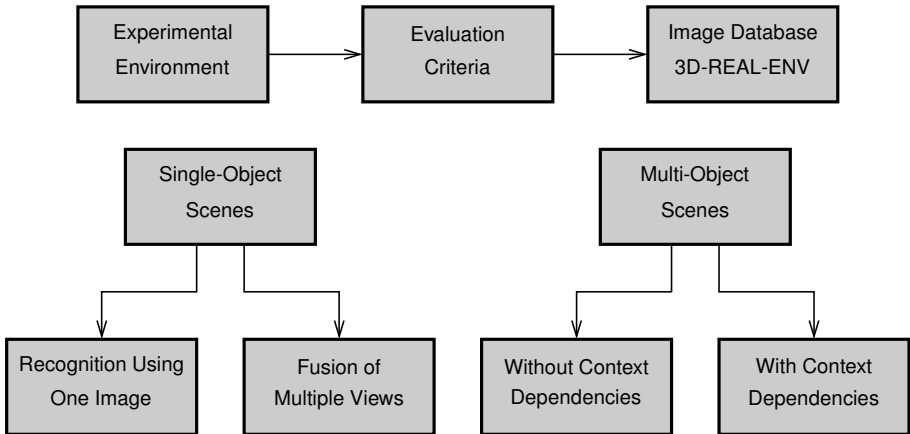 Experimental
Environment
Evaluation
Criteria
Image Database
3D-REAL-ENV
Single-Object
Scenes
Multi-Object
Scenes
Recognition Using
One Image
Fusion of
Multiple Views
Without Context
Dependencies
With Context
Dependencies